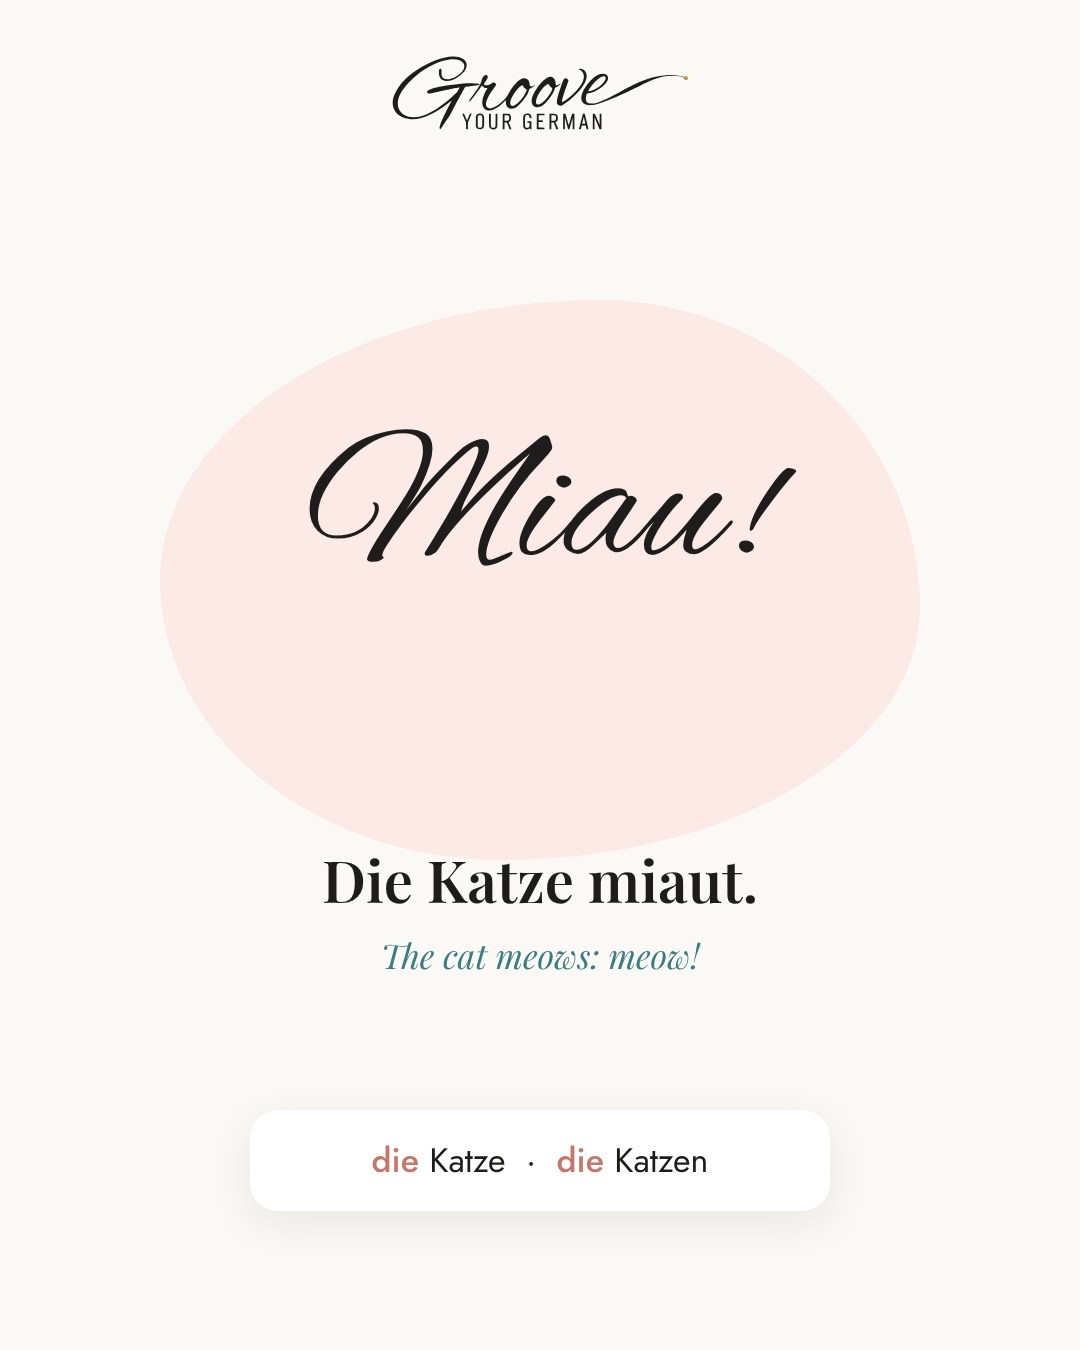 Groove
YOUR GERMAN
Miau!
Die Katze miaut.
The cat meows: meow!
die Katze · die Katzen